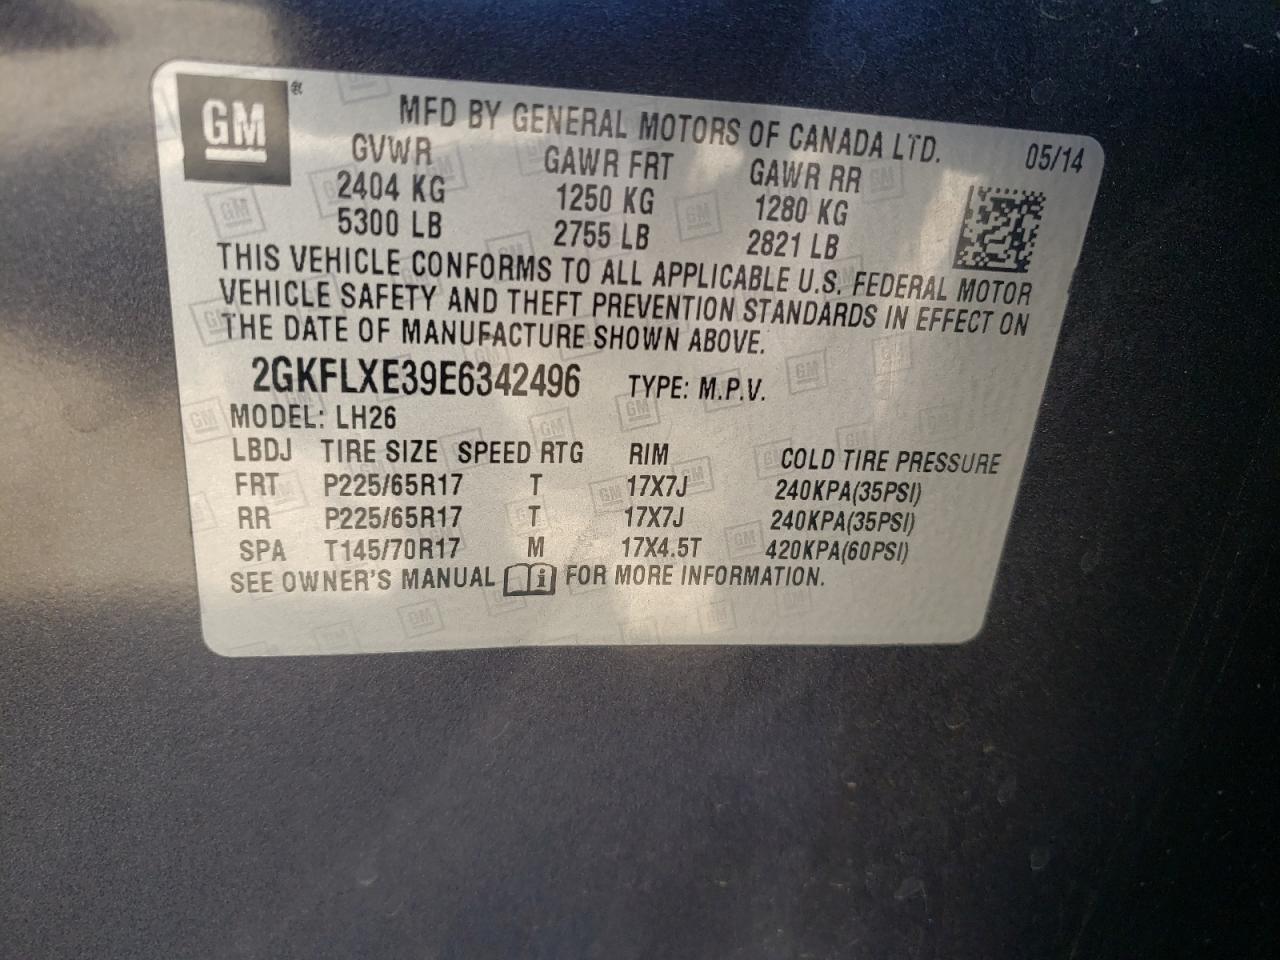 GM ® MFD BY GENERAL MOTORS OF CANADA LTD. 05/14
GVWR GAWR FRT GAWR RR
2404 KG 1250 KG 1280 KG
5300 LB 2755 LB 2821 LB
THIS VEHICLE CONFORMS TO ALL APPLICABLE U.S. FEDERAL MOTOR
VEHICLE SAFETY AND THEFT PREVENTION STANDARDS IN EFFECT ON
THE DATE OF MANUFACTURE SHOWN ABOVE.
2GKFLXE39E6342496 TYPE: M.P.V.
MODEL: LH26
LBDJ TIRE SIZE SPEED RTG RIM COLD TIRE PRESSURE
FRT P225/65R17 T 17X7J 240KPA(35PSI)
RR P225/65R17 T 17X7J 240KPA(35PSI)
SPA T145/70R17 M 17X4.5T 420KPA(60PSI)
SEE OWNER'S MANUAL i FOR MORE INFORMATION.